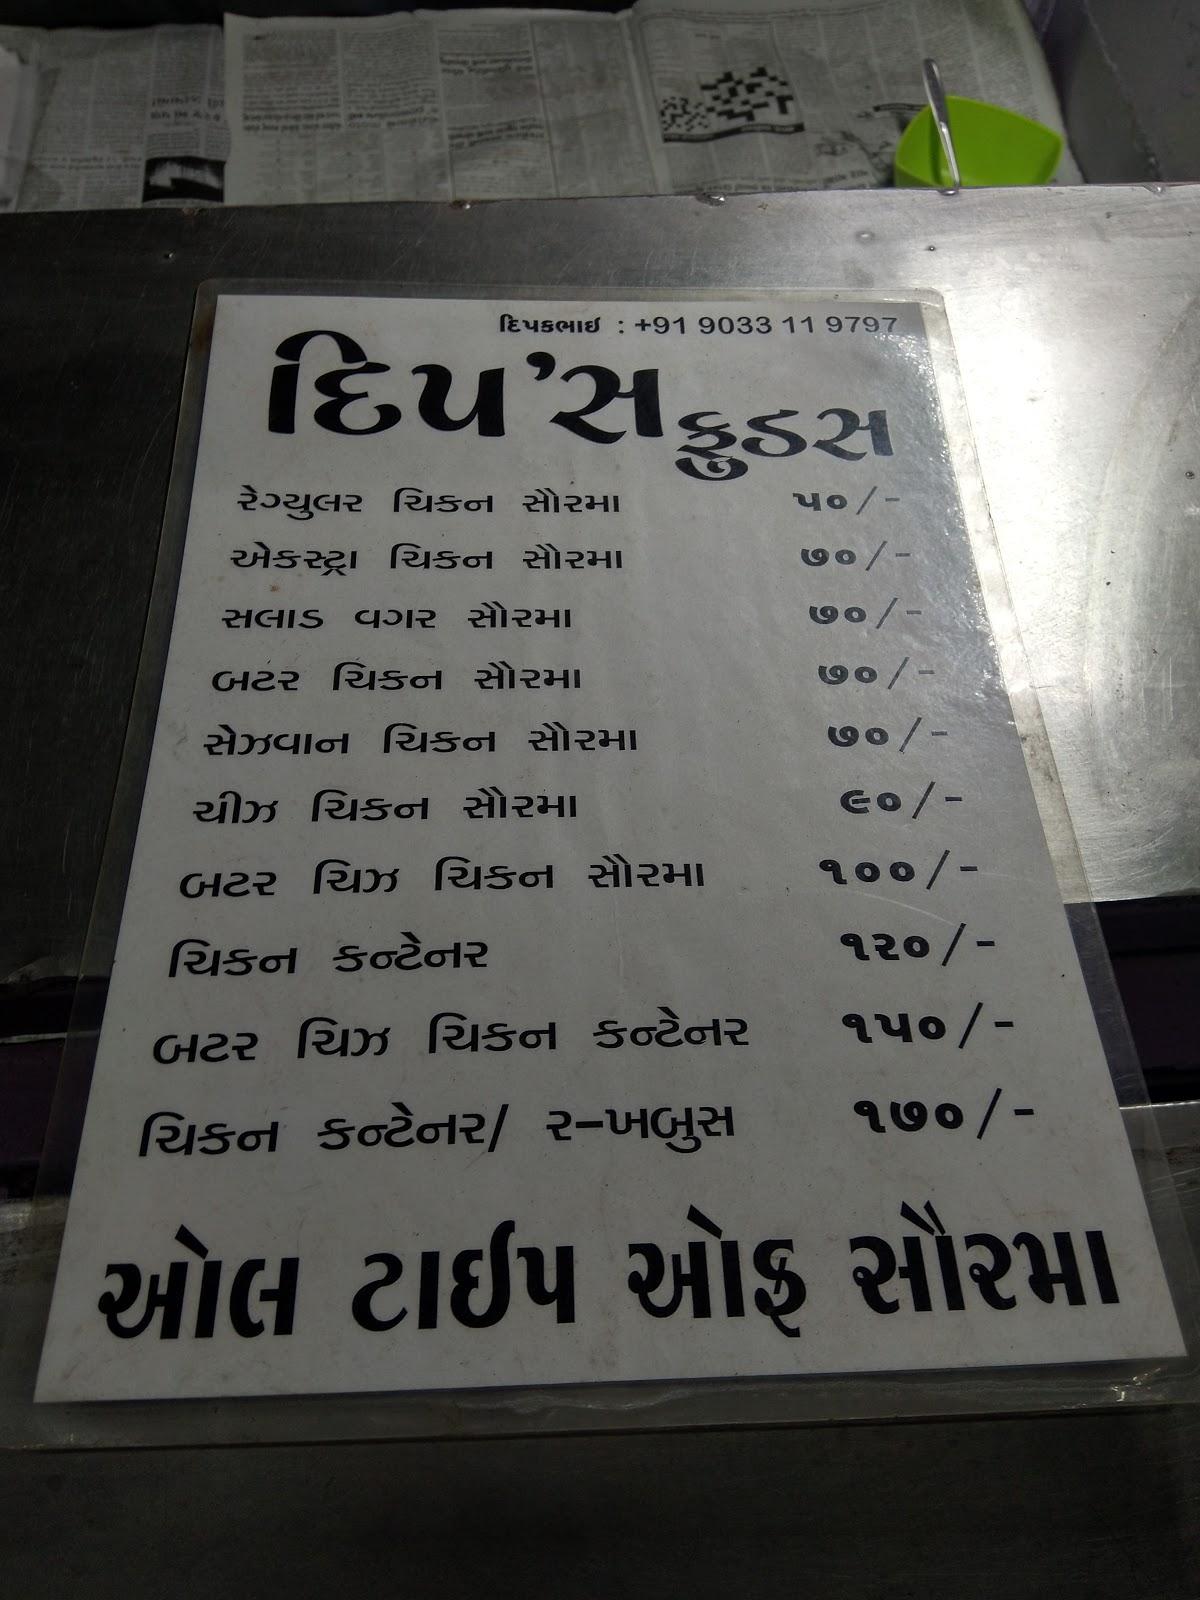 દિપકભાઇ : +91 9033 11 9797
દિપ'સ ફુડસ
રેગ્યુલર ચિકન સૌરમા ૫૦/-
એકસ્ટ્રા ચિકન સૌરમા ૭૦/-
સલાડ વગર સૌરમા ૭૦/-
બટર ચિકન સૌરમા ૭૦/-
સેઝવાન ચિકન સૌરમા ૭૦/-
ચીઝ ચિકન સૌરમા ૯૦/-
બટર ચિઝ ચિકન સૌરમા ૧૦૦/-
ચિકન કન્ટેનર ૧૨૦/-
બટર ચિઝ ચિકન કન્ટેનર ૧૫૦/-
ચિકન કન્ટેનર/ ૨-ખબુસ ૧૭૦/-
ઓલ ટાઈપ ઓફ સૌરમા